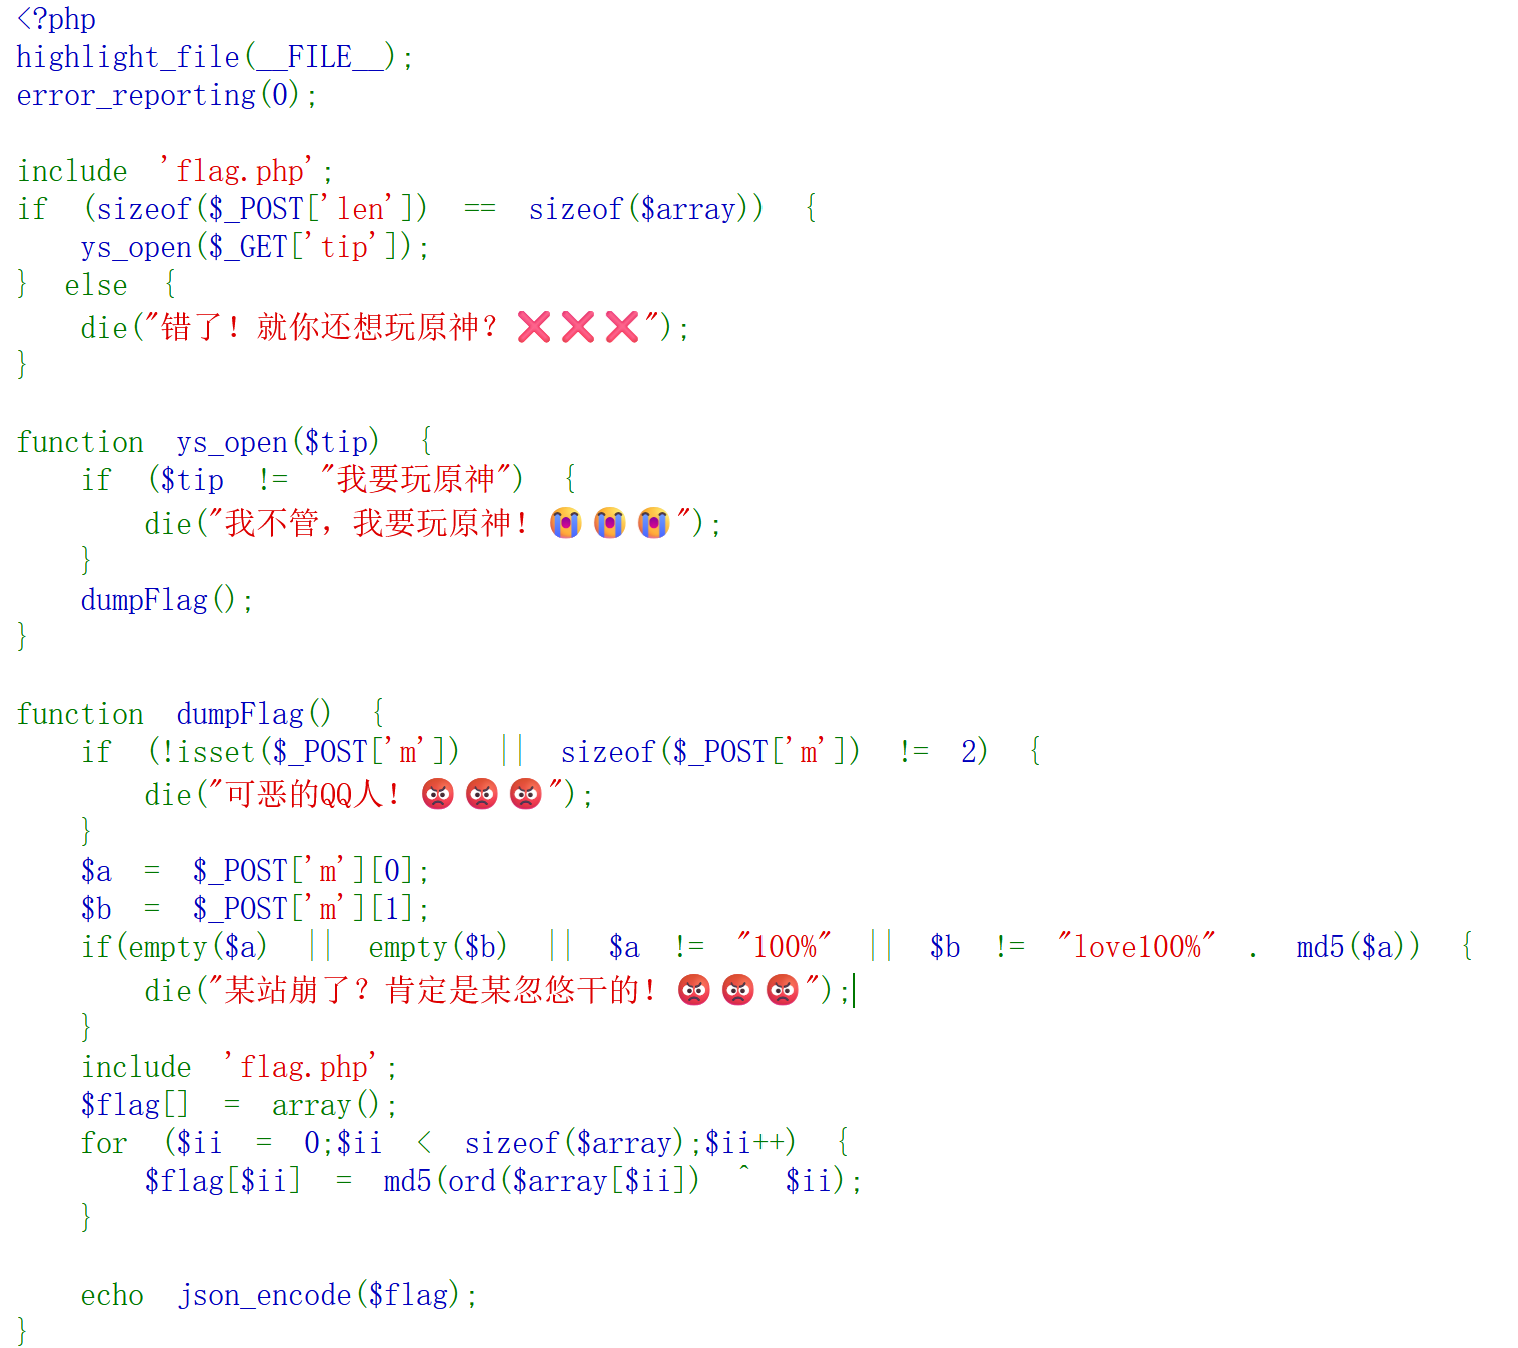 <?php
highlight_file(__FILE__);
error_reporting(0);
include 'flag.php';
if (sizeof($_POST['len']) == sizeof($array)) {
ys_open($_GET['tip']);
} else {
die("错了！就你还想玩原神？❌❌❌");
}
function ys_open($tip) {
if ($tip != "我要玩原神") {
die("我不管，我要玩原神！😭😭😭");
}
dumpFlag();
}
function dumpFlag() {
if (!isset($_POST['m']) || sizeof($_POST['m']) != 2) {
die("可恶的QQ人！😡😡😡");
}
$a = $_POST['m'][0];
$b = $_POST['m'][1];
if(empty($a) || empty($b) || $a != "100%" || $b != "love100%" . md5($a)) {
die("某站崩了？肯定是某忽悠干的！😡😡😡");
}
include 'flag.php';
$flag[] = array();
for ($ii = 0;$ii < sizeof($array);$ii++) {
$flag[$ii] = md5(ord($array[$ii]) ^ $ii);
}
echo json_encode($flag);
}